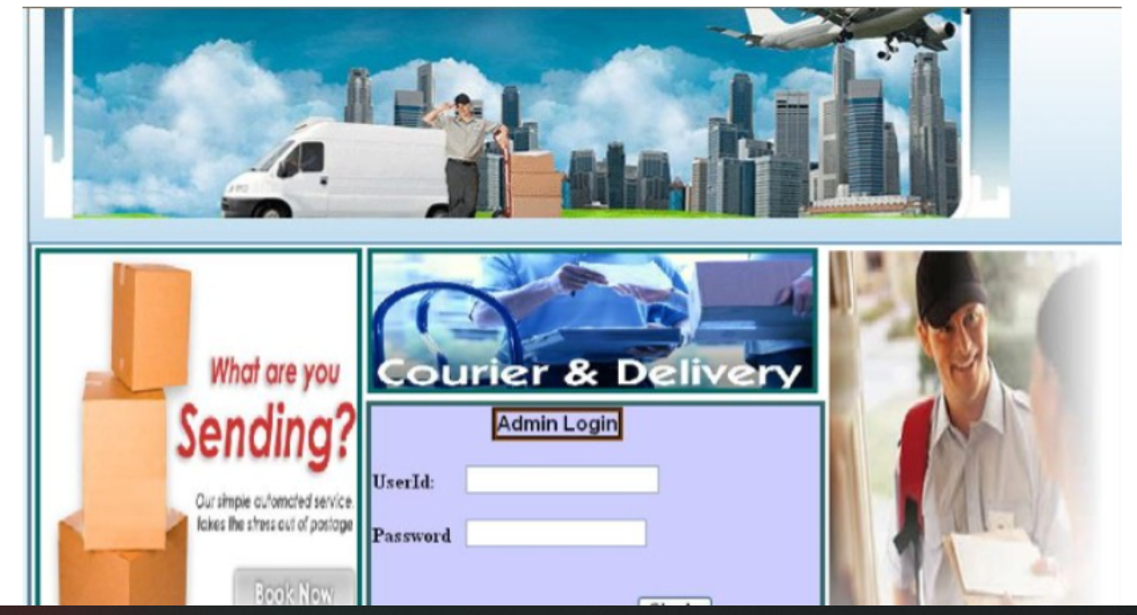 What are you
Sending?
Our simple automated service
takes the stress out of postage
Book Now
Courier & Delivery
Admin Login
UserId:
Password